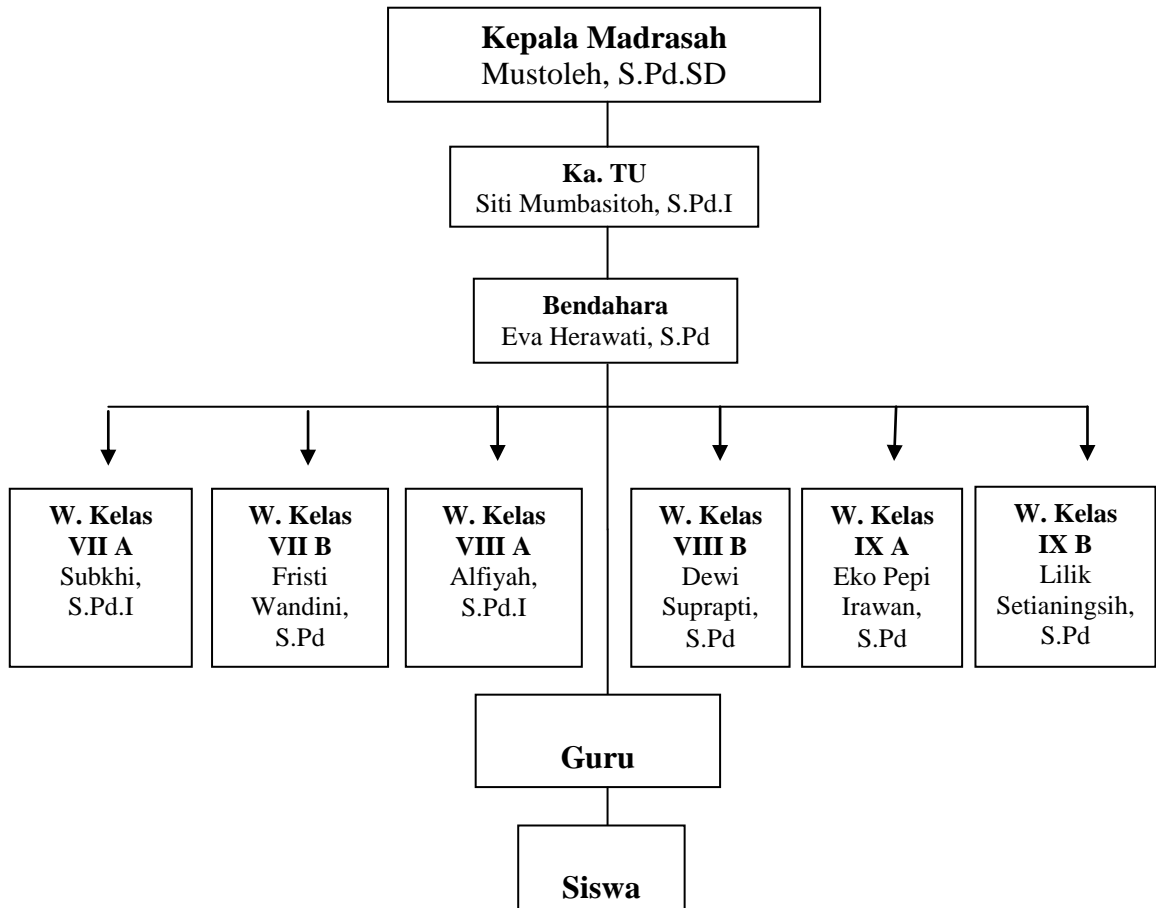 Kepala Madrasah
Mustoleh, S.Pd.SD
Ka. TU
Siti Mumbasitoh, S.Pd.I
Bendahara
Eva Herawati, S.Pd
W. Kelas
VII A
Subkhi,
S.Pd.I
W. Kelas
VII B
Fristi
Wandini,
S.Pd
W. Kelas
VIII A
Alfiyah,
S.Pd.I
W. Kelas
VIII B
Dewi
Suprapti,
S.Pd
W. Kelas
IX A
Eko Pepi
Irawan,
S.Pd
W. Kelas
IX B
Lilik
Setianingsih,
S.Pd
Guru
Siswa